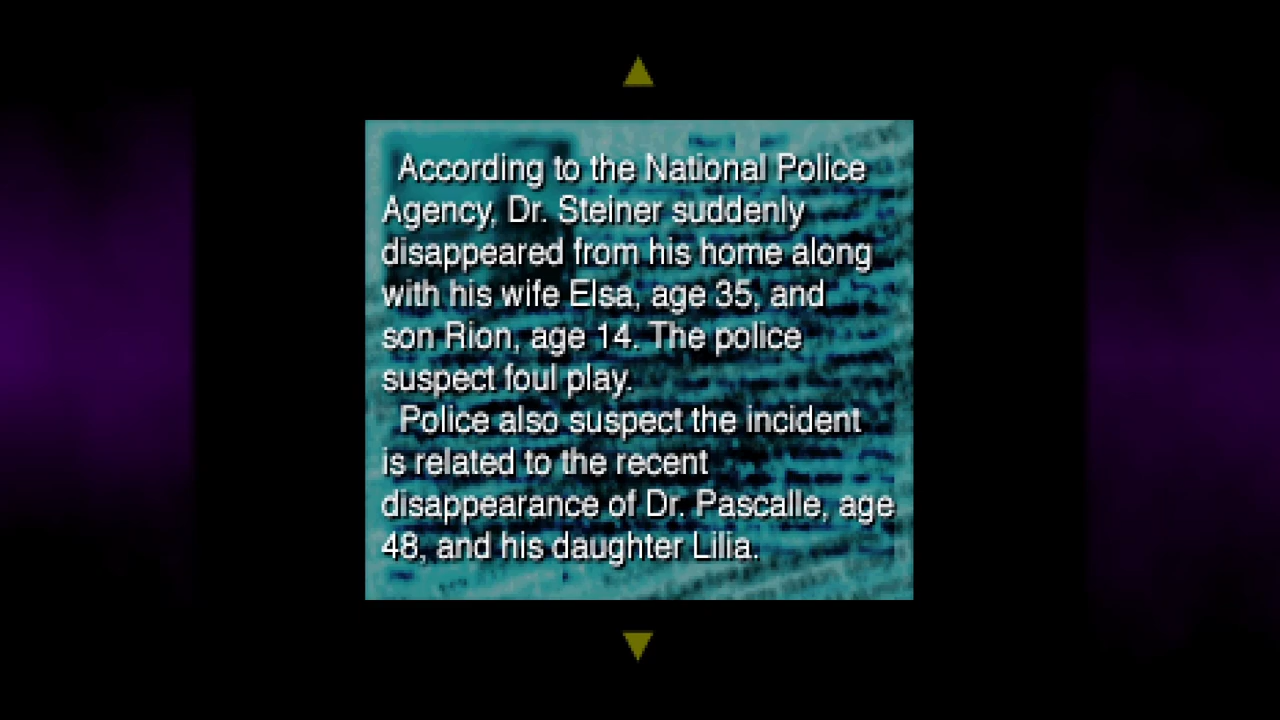 According to the National Police
Agency, Dr. Steiner suddenly
disappeared from his home along
with his wife Elsa, age 35, and
son Rion, age 14. The police
suspect foul play.
Police also suspect the incident
is related to the recent
disappearance of Dr. Pascalle, age
48, and his daughter Lilia.